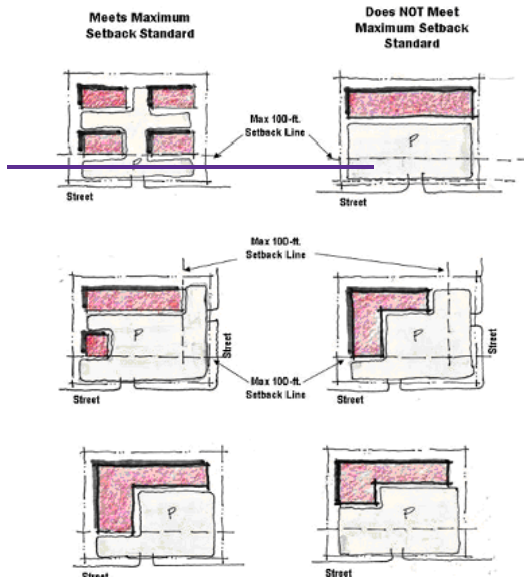 Meets Maximum
Setback Standard
Does NOT Meet
Maximum Setback
Standard
Max 100-ft.
Setback Line
P
P
Street
Street
Max 100-ft.
Setback Line
P
P
Street
Street
Max 100-ft.
Setback Line
Street
Street
P
P
Street
Street